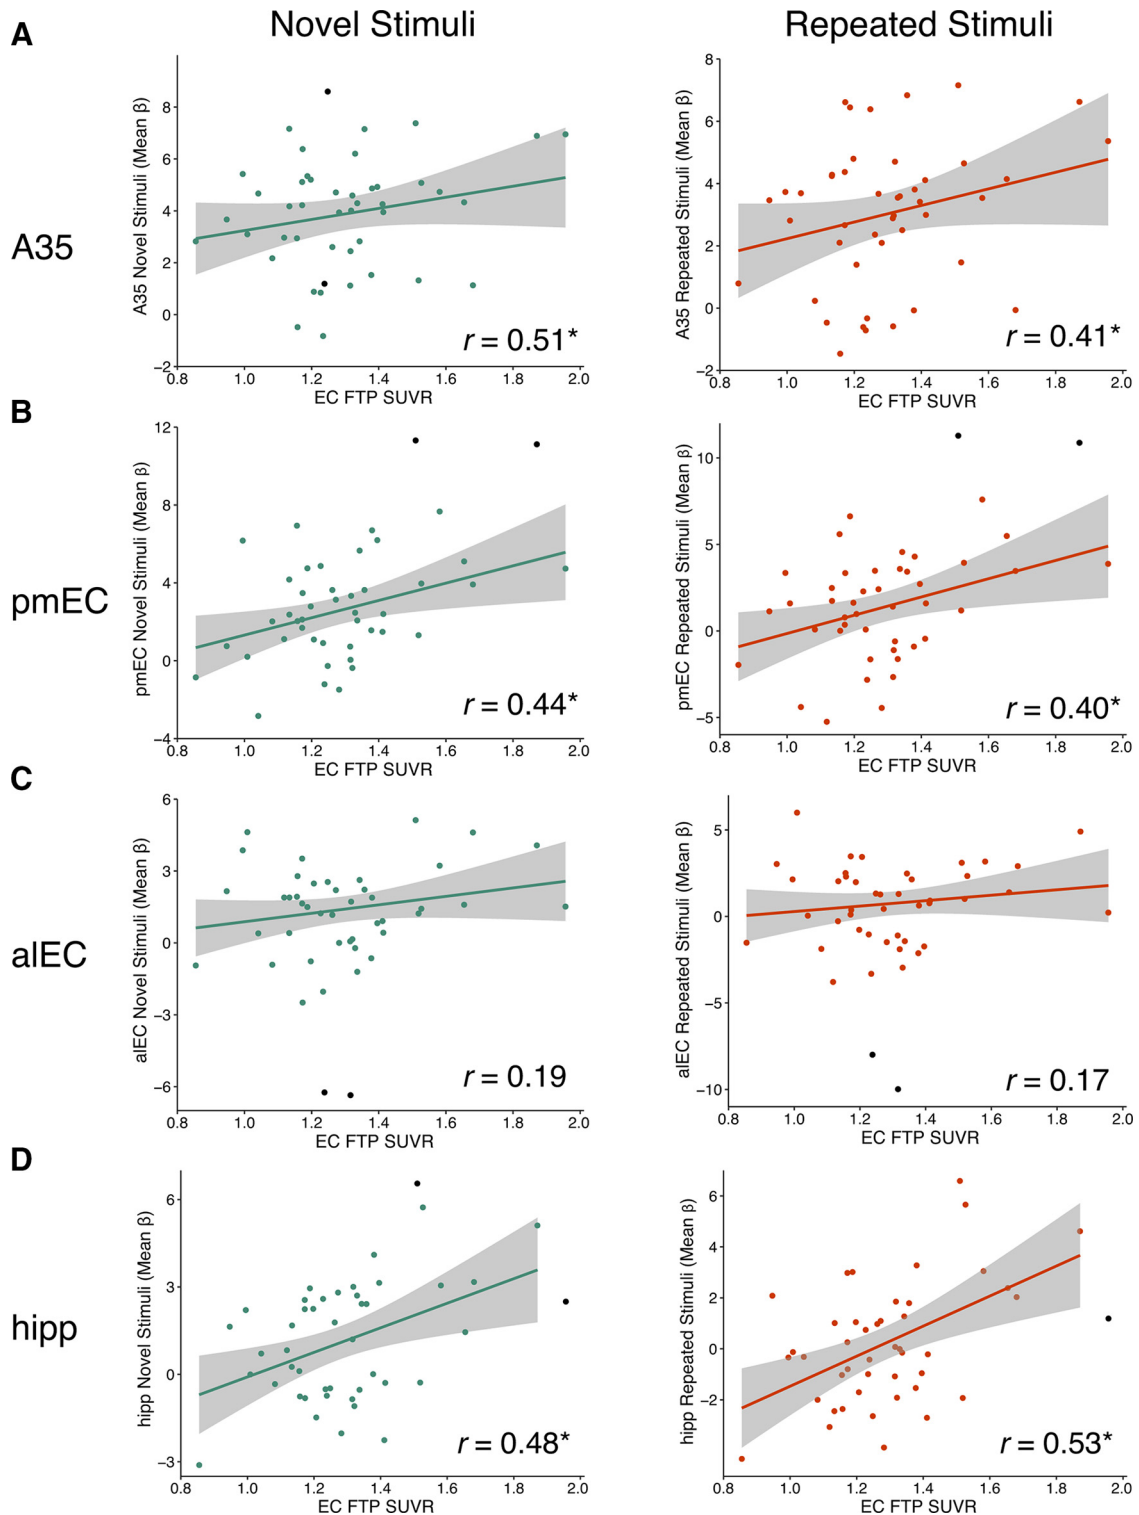 Novel Stimuli
Repeated Stimuli
A
A35
A35 Novel Stimuli (Mean β)
8
6
4
2
0
−2
0.8 1.0 1.2 1.4 1.6 1.8 2.0
EC FTP SUVR
r = 0.51*
A35 Repeated Stimuli (Mean β)
8
6
4
2
0
−2
0.8 1.0 1.2 1.4 1.6 1.8 2.0
EC FTP SUVR
r = 0.41*
B
pmEC
pmEC Novel Stimuli (Mean β)
12
8
4
0
−4
0.8 1.0 1.2 1.4 1.6 1.8 2.0
EC FTP SUVR
r = 0.44*
pmEC Repeated Stimuli (Mean β)
10
5
0
−5
0.8 1.0 1.2 1.4 1.6 1.8 2.0
EC FTP SUVR
r = 0.40*
C
alEC
alEC Novel Stimuli (Mean β)
6
3
0
−3
−6
0.8 1.0 1.2 1.4 1.6 1.8 2.0
EC FTP SUVR
r = 0.19
alEC Repeated Stimuli (Mean β)
5
0
−5
−10
0.8 1.0 1.2 1.4 1.6 1.8 2.0
EC FTP SUVR
r = 0.17
D
hipp
hipp Novel Stimuli (Mean β)
6
3
0
−3
0.8 1.0 1.2 1.4 1.6 1.8 2.0
EC FTP SUVR
r = 0.48*
hipp Repeated Stimuli (Mean β)
6
4
2
0
−2
0.8 1.0 1.2 1.4 1.6 1.8 2.0
EC FTP SUVR
r = 0.53*